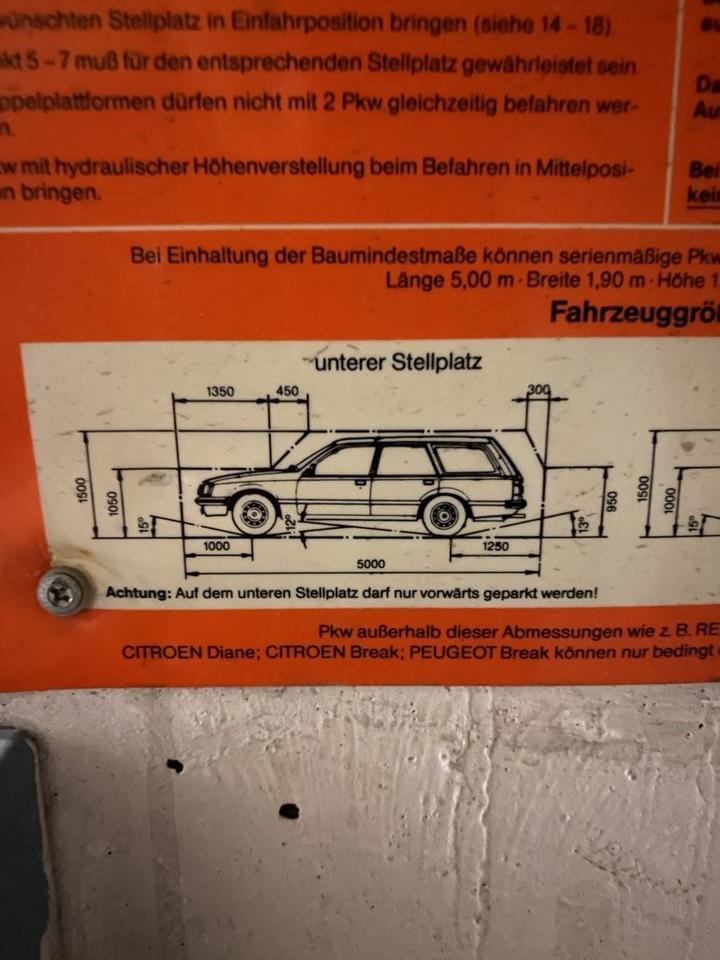 wünschten Stellplatz in Einfahrposition bringen (siehe 14 - 18)
nkt 5 - 7 muß für den entsprechenden Stellplatz gewährleistet sein.
ppelplattformen dürfen nicht mit 2 Pkw gleichzeitig befahren wer-
n.
w mit hydraulischer Höhenverstellung beim Befahren in Mittelposi-
n bringen.
Bei
kei
Bei Einhaltung der Baumindestmaße können serienmäßige Pkw
Länge 5,00 m · Breite 1,90 m · Höhe 1,
Fahrzeuggrö
unterer Stellplatz
1350 450 300
1500 1050 15° 12° 13° 950 1500 1000 15°
1000 1250
5000
Achtung: Auf dem unteren Stellplatz darf nur vorwärts geparkt werden!
Pkw außerhalb dieser Abmessungen wie z. B. RE
CITROEN Diane; CITROEN Break; PEUGEOT Break können nur bedingt